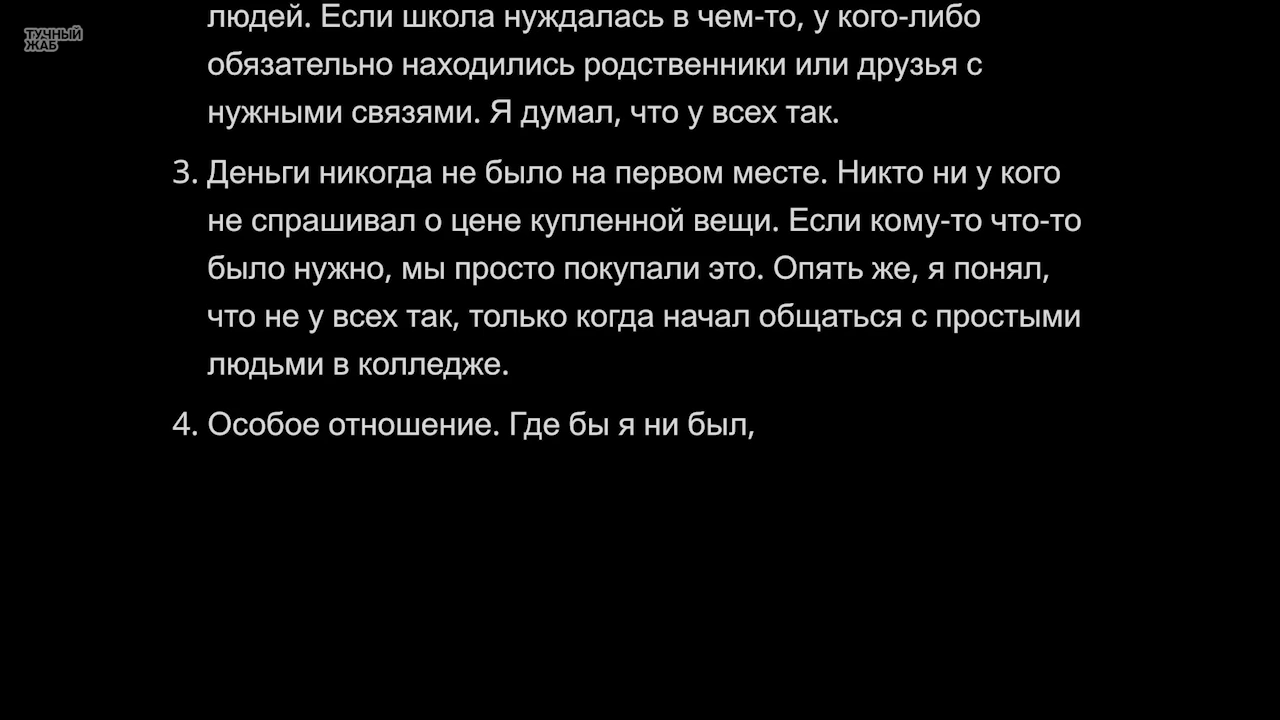 ТУЧНЫЙ
ЖАБ
людей. Если школа нуждалась в чем-то, у кого-либо
обязательно находились родственники или друзья с
нужными связями. Я думал, что у всех так.
3. Деньги никогда не было на первом месте. Никто ни у кого
не спрашивал о цене купленной вещи. Если кому-то что-то
было нужно, мы просто покупали это. Опять же, я понял,
что не у всех так, только когда начал общаться с простыми
людьми в колледже.
4. Особое отношение. Где бы я ни был,